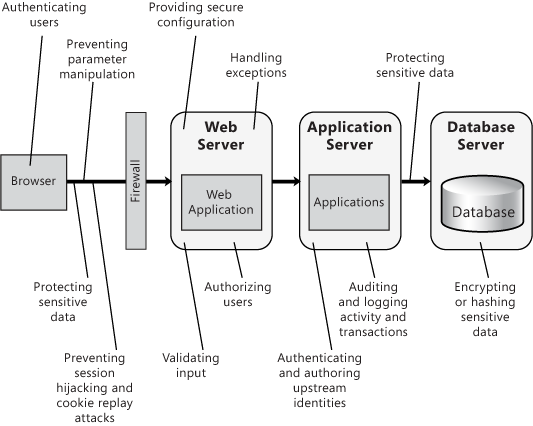 Authenticating
users
Preventing
parameter
manipulation
Providing secure
configuration
Handling
exceptions
Protecting
sensitive data
Browser
Firewall
Web
Server
Web
Application
Application
Server
Applications
Database
Server
Database
Protecting
sensitive
data
Preventing
session
hijacking and
cookie replay
attacks
Validating
input
Authorizing
users
Authenticating
and authoring
upstream
identities
Auditing
and logging
activity and
transactions
Encrypting
or hashing
sensitive
data